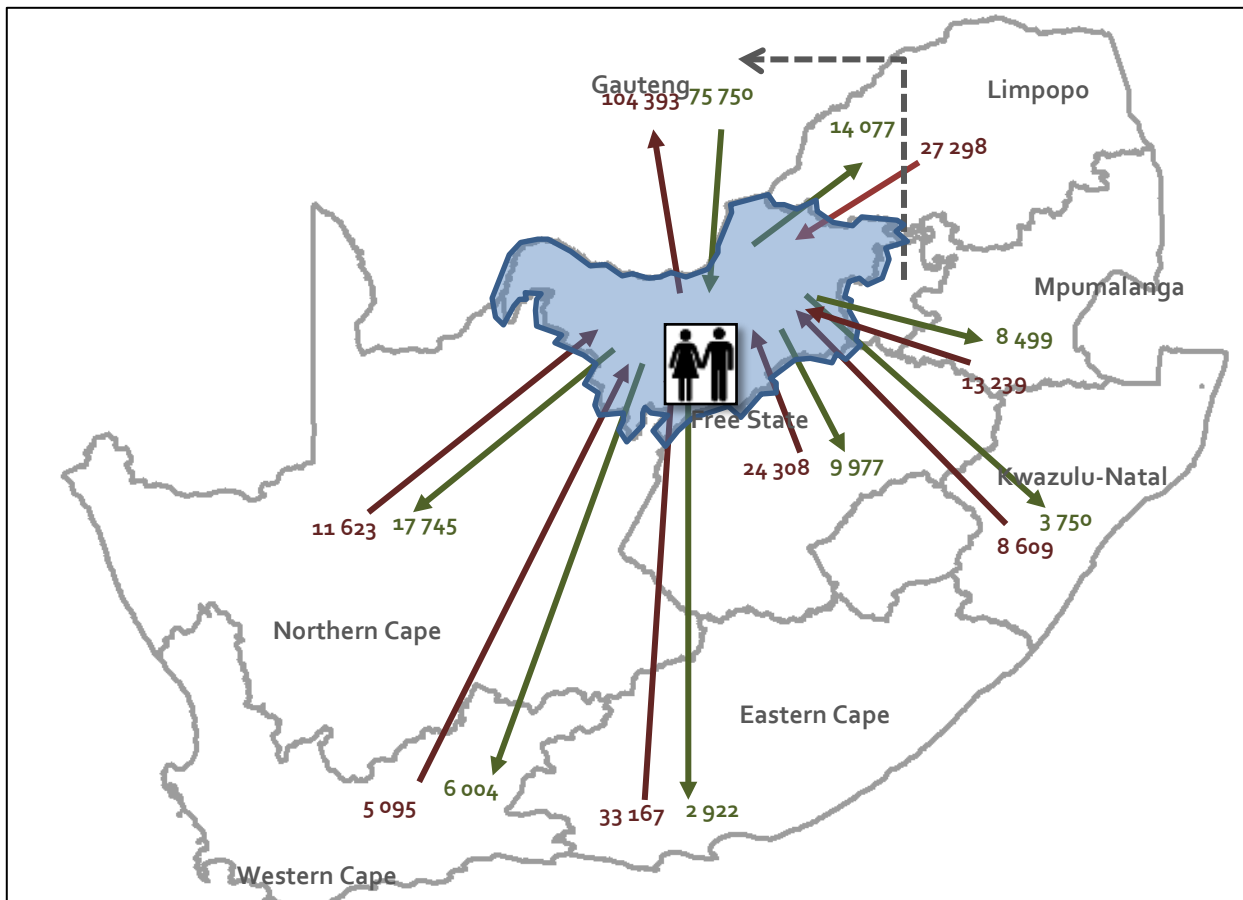 Gauteng
104 393
75 750
Limpopo
14 077
27 298
Mpumalanga
8 499
13 239
Free State
24 308
9 977
Kwazulu-Natal
3 750
8 609
11 623
17 745
Northern Cape
Eastern Cape
5 095
6 004
33 167
2 922
Western Cape